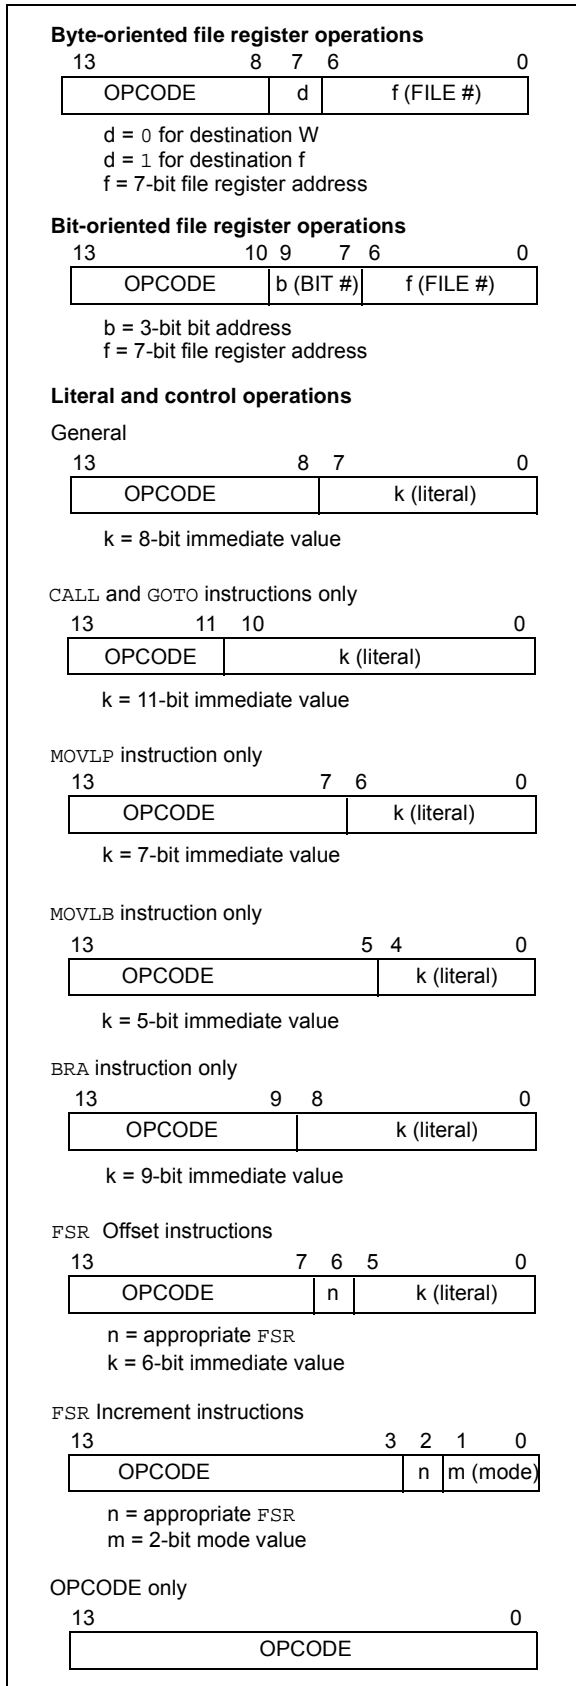 Byte-oriented file register operations
13 8 7 6 0
OPCODE d f (FILE #)
d = 0 for destination W
d = 1 for destination f
f = 7-bit file register address
Bit-oriented file register operations
13 10 9 7 6 0
OPCODE b (BIT #) f (FILE #)
b = 3-bit bit address
f = 7-bit file register address
Literal and control operations
General
13 8 7 0
OPCODE k (literal)
k = 8-bit immediate value
CALL and GOTO instructions only
13 11 10 0
OPCODE k (literal)
k = 11-bit immediate value
MOVLP instruction only
13 7 6 0
OPCODE k (literal)
k = 7-bit immediate value
MOVLB instruction only
13 5 4 0
OPCODE k (literal)
k = 5-bit immediate value
BRA instruction only
13 9 8 0
OPCODE k (literal)
k = 9-bit immediate value
FSR Offset instructions
13 7 6 5 0
OPCODE n k (literal)
n = appropriate FSR
k = 6-bit immediate value
FSR Increment instructions
13 3 2 1 0
OPCODE n m (mode)
n = appropriate FSR
m = 2-bit mode value
OPCODE only
13 0
OPCODE